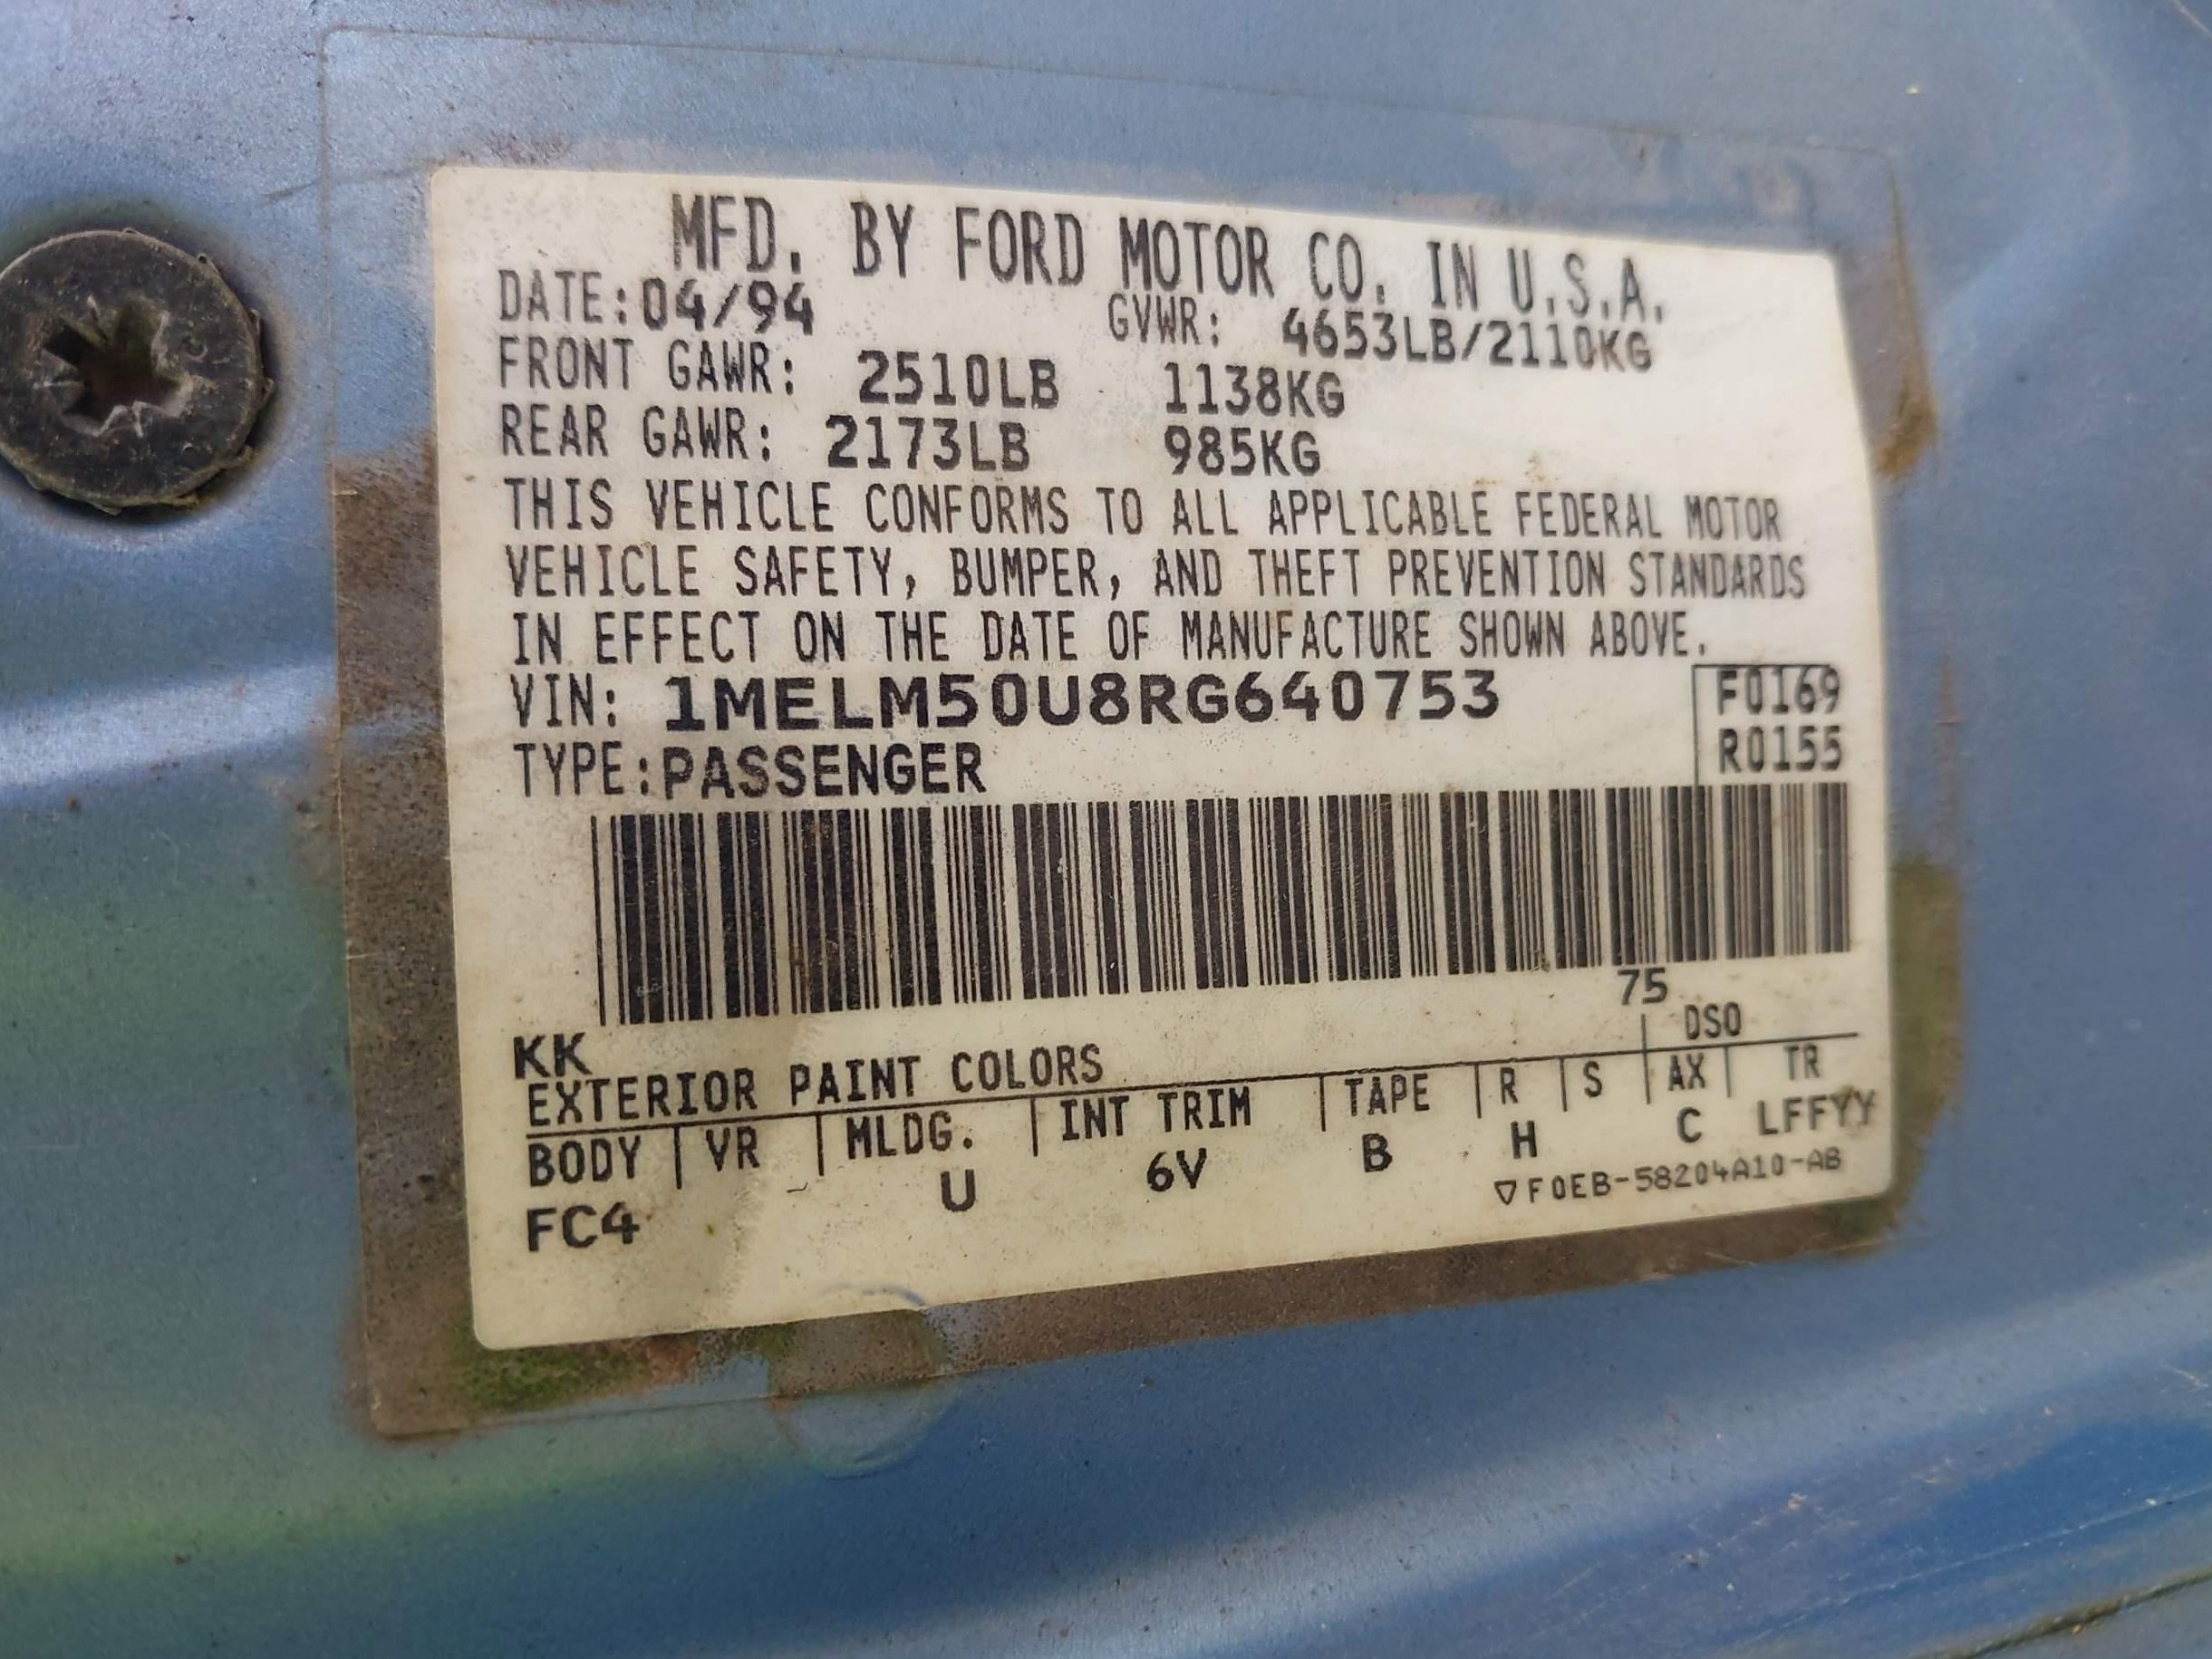 MFD. BY FORD MOTOR CO. IN U.S.A.
DATE:04/94 GVWR: 4653LB/2110KG
FRONT GAWR: 2510LB 1138KG
REAR GAWR: 2173LB 985KG
THIS VEHICLE CONFORMS TO ALL APPLICABLE FEDERAL MOTOR
VEHICLE SAFETY, BUMPER, AND THEFT PREVENTION STANDARDS
IN EFFECT ON THE DATE OF MANUFACTURE SHOWN ABOVE.
VIN: 1MELM50U8RG640753 F0169
TYPE:PASSENGER R0155
75
KK DSO
EXTERIOR PAINT COLORS
BODY VR MLDG. INT TRIM TAPE R S AX TR
FC4 U 6V B H C LFFYY
F0EB-58204A10-AB